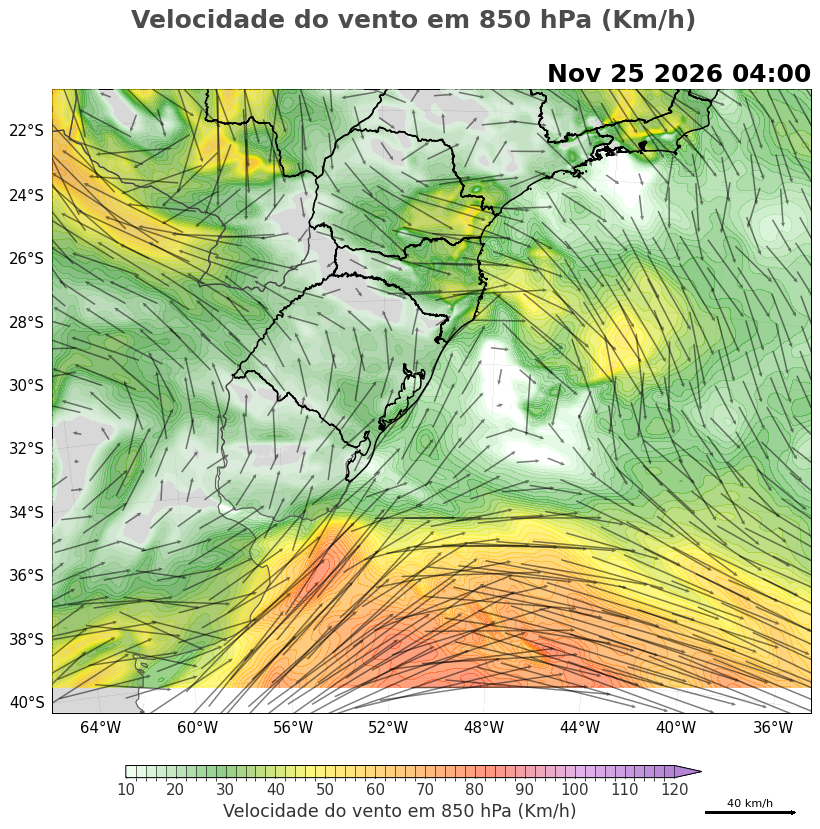 Velocidade do vento em 850 hPa (Km/h)
Nov 25 2026 04:00
22°S
24°S
26°S
28°S
30°S
32°S
34°S
36°S
38°S
40°S
64°W 60°W 56°W 52°W 48°W 44°W 40°W 36°W
10 20 30 40 50 60 70 80 90 100 110 120
Velocidade do vento em 850 hPa (Km/h)
40 km/h